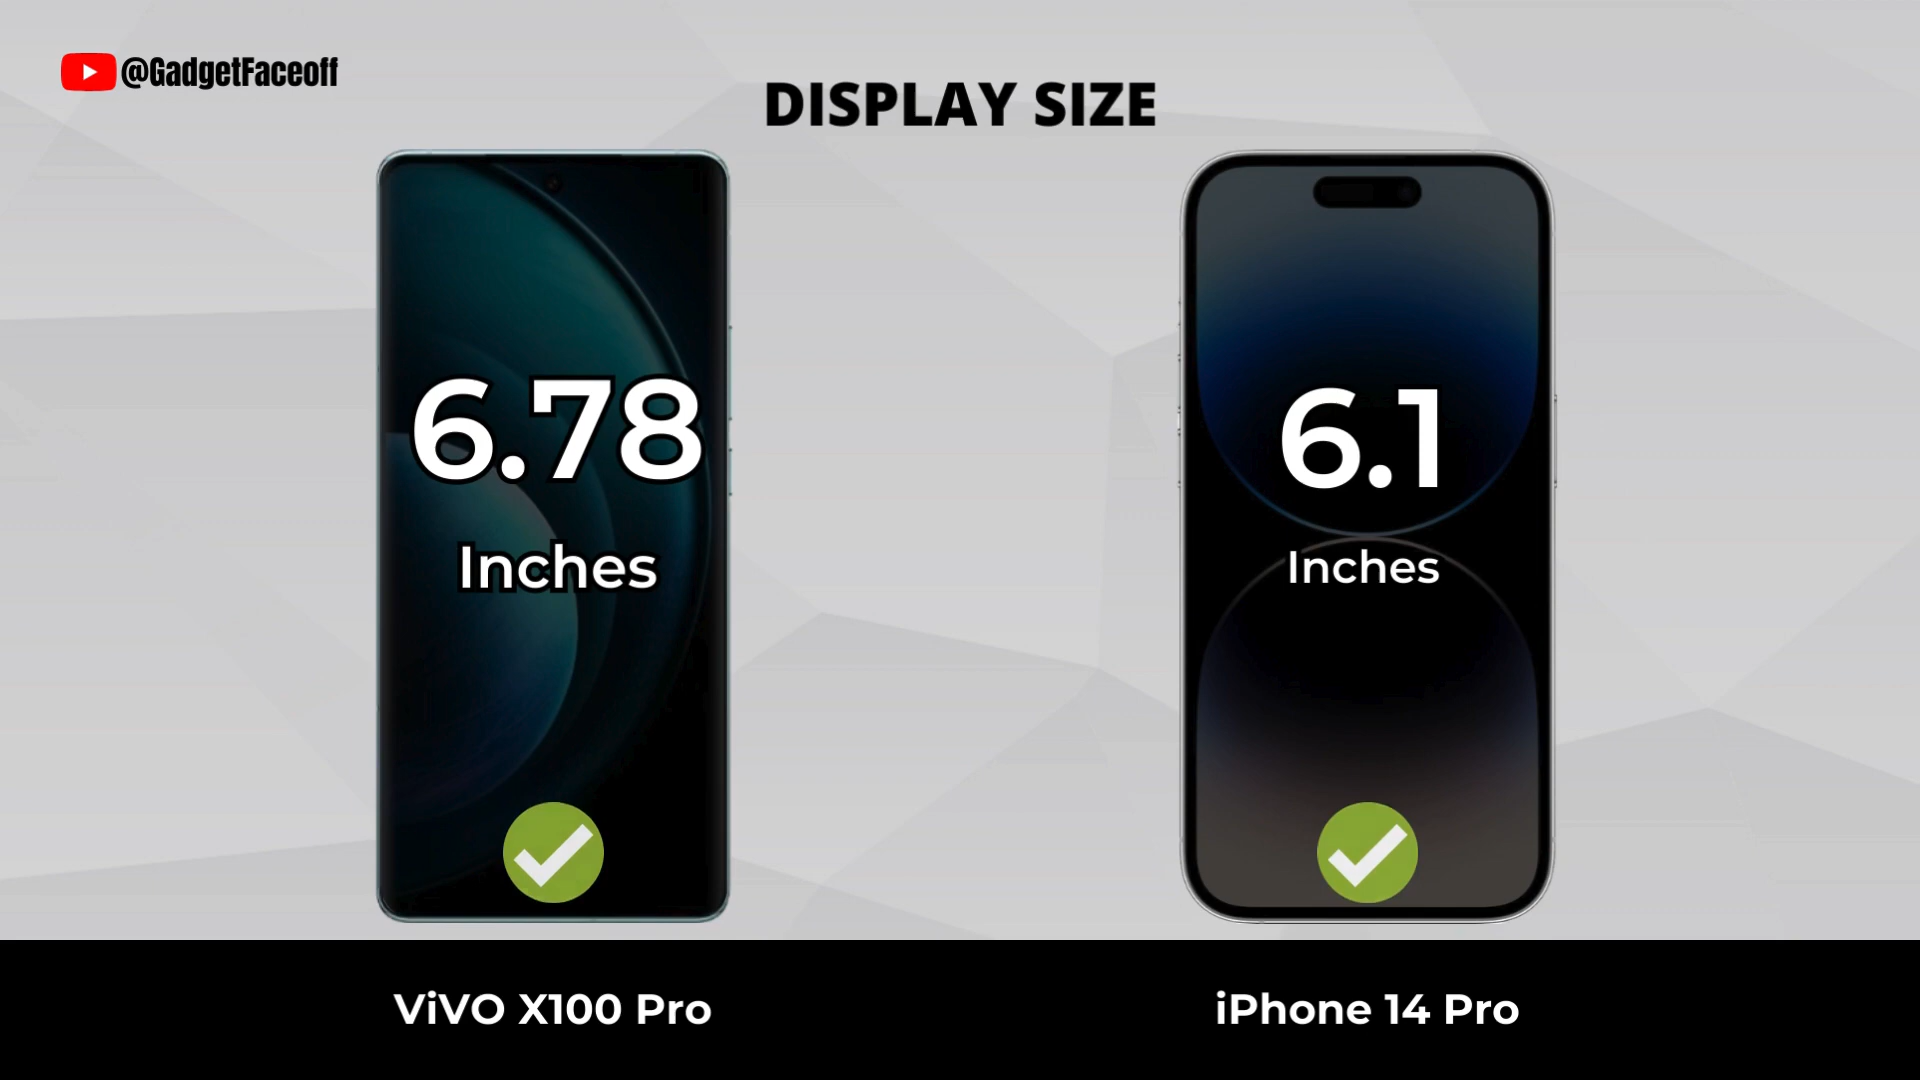 @GadgetFaceoff
DISPLAY SIZE
6.78
Inches
6.1
Inches
ViVO X100 Pro
iPhone 14 Pro